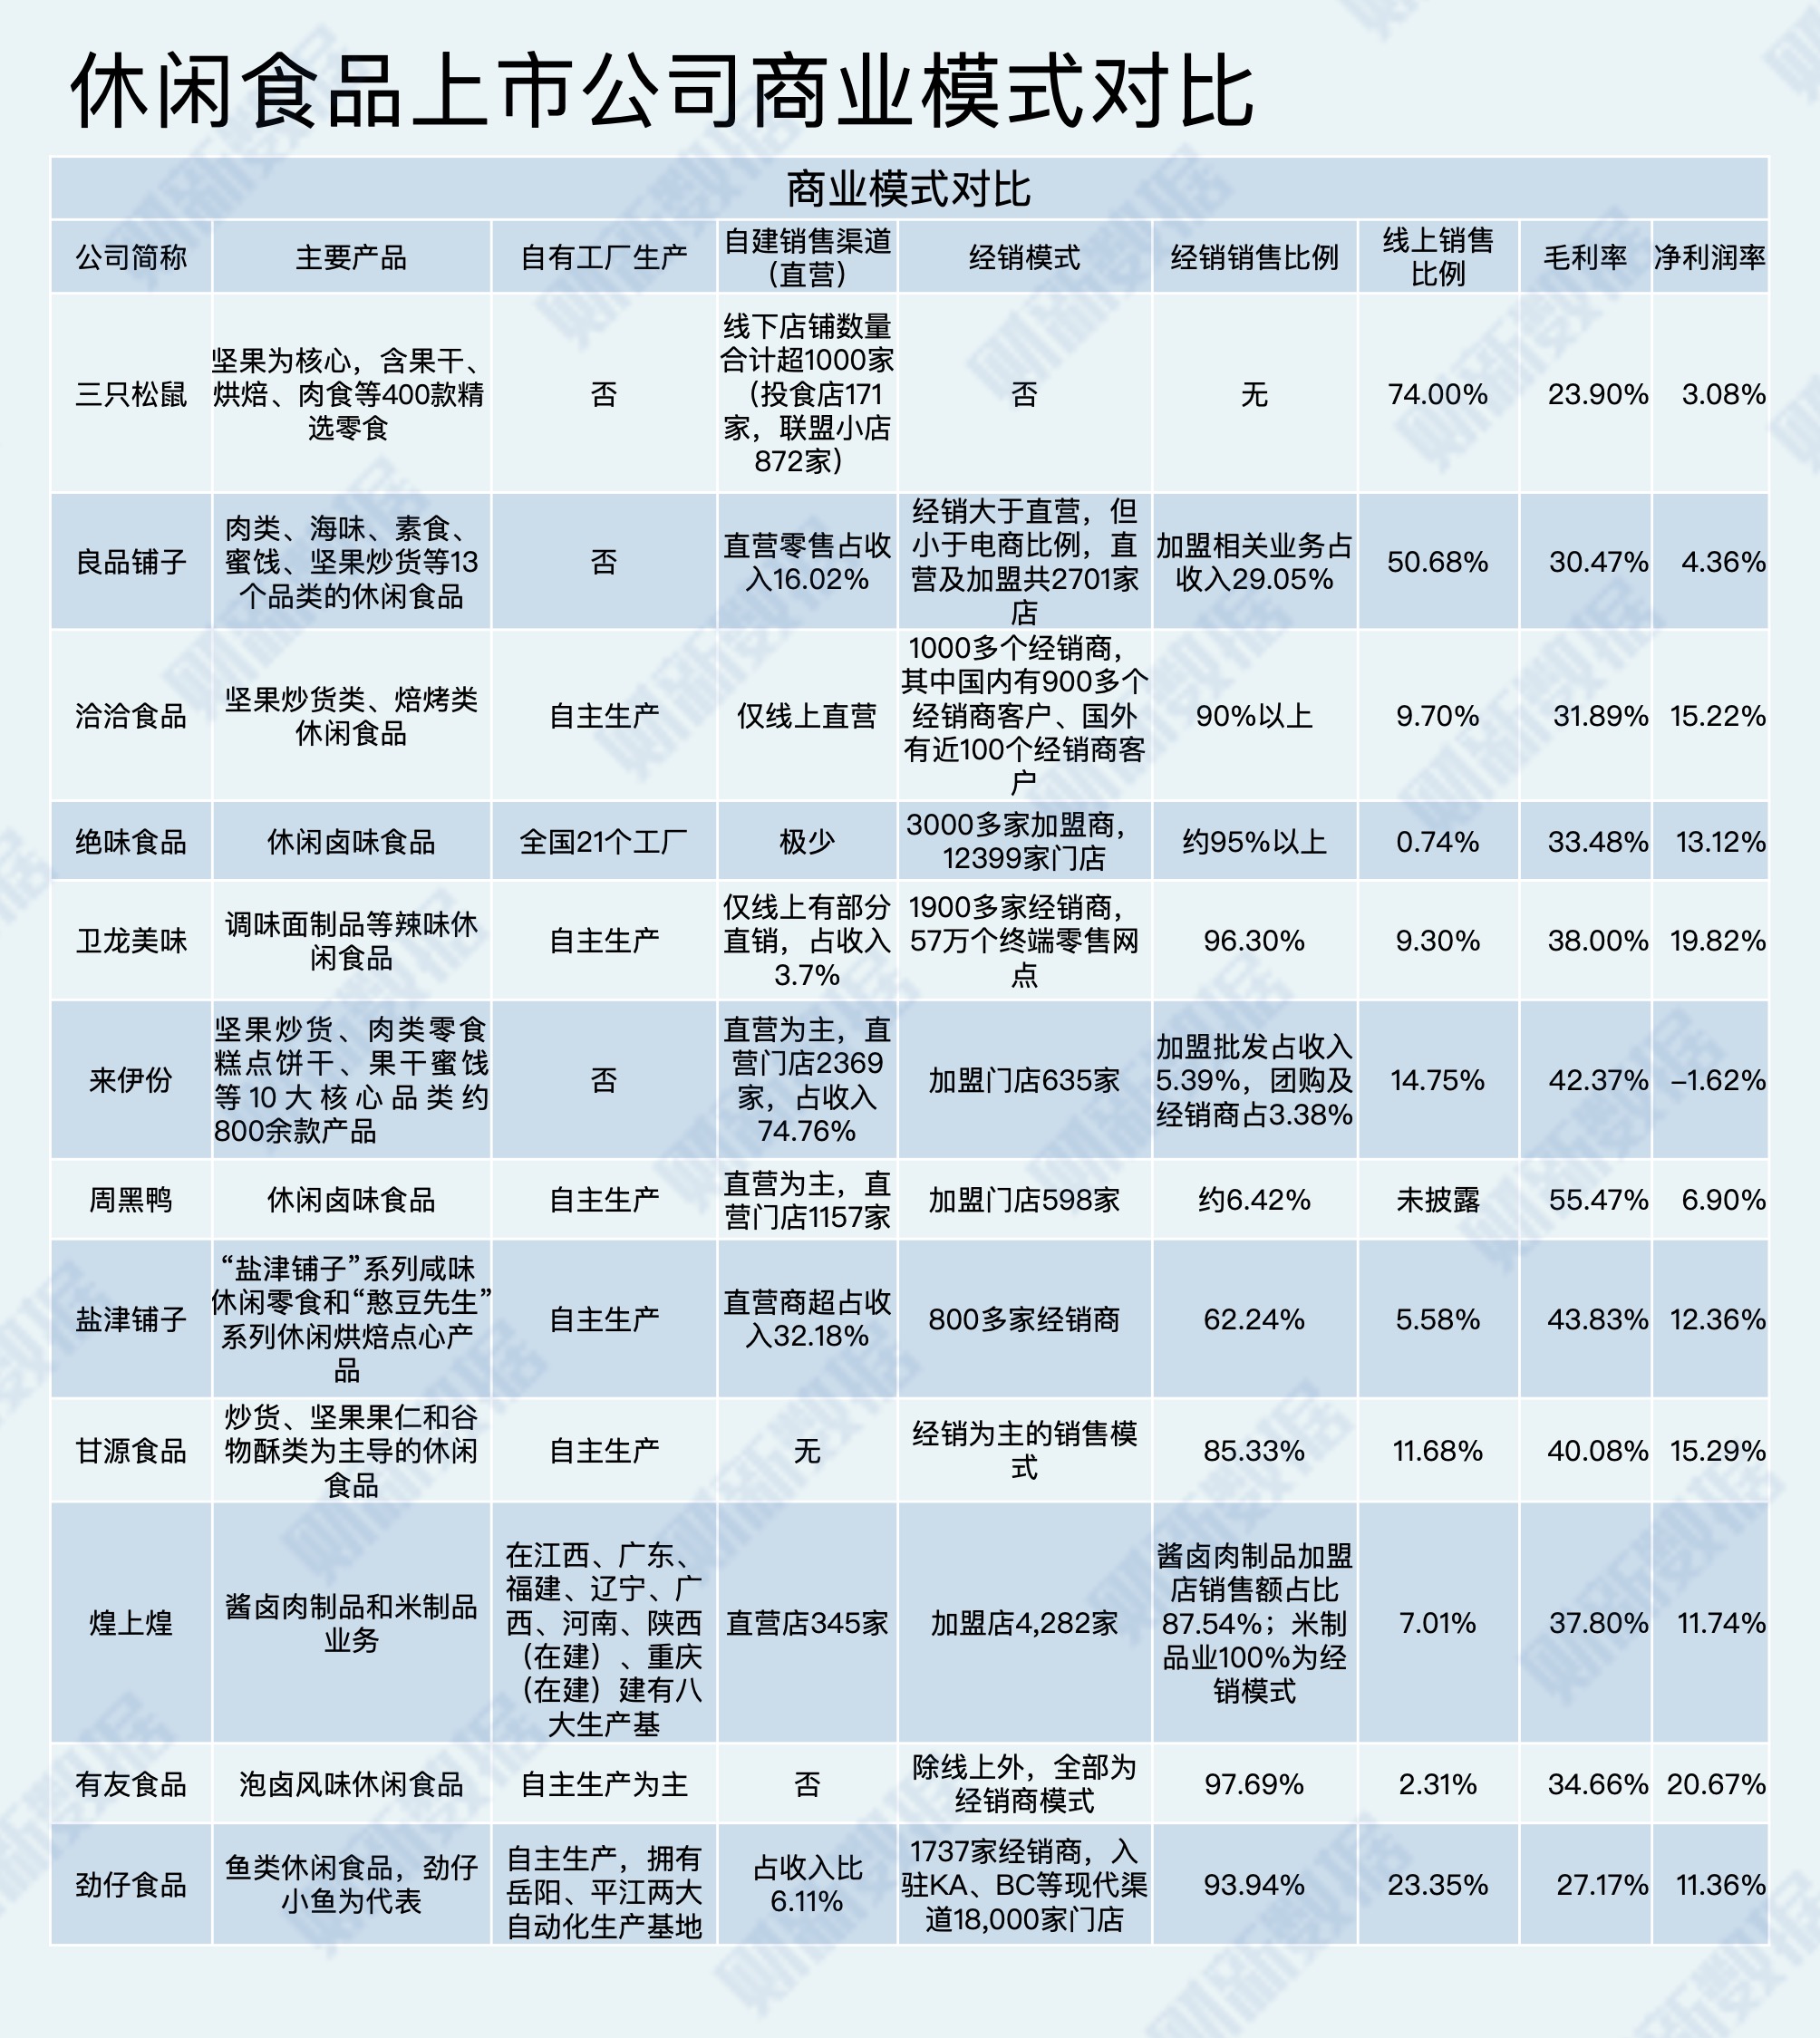 休闲食品上市公司商业模式对比
商业模式对比
公司简称
主要产品
自有工厂生产
自建销售渠道
（直营）
经销模式
经销销售比例
线上销售
比例
毛利率
净利润率
三只松鼠
坚果为核心，含果干、
烘焙、肉食等400款精
选零食
否
线下店铺数量
合计超1000家
（投食店171
家，联盟小店
872家）
否
无
74.00%
23.90%
3.08%
良品铺子
肉类、海味、素食、
蜜饯、坚果炒货等13
个品类的休闲食品
否
直营零售占收
入16.02%
经销大于直营，但
小于电商比例，直
营及加盟共2701家
店
加盟相关业务占
收入29.05%
50.68%
30.47%
4.36%
洽洽食品
坚果炒货类、焙烤类
休闲食品
自主生产
仅线上直营
1000多个经销商，
其中国内有900多个
经销商客户、国外
有近100个经销商客
户
90%以上
9.70%
31.89%
15.22%
绝味食品
休闲卤味食品
全国21个工厂
极少
3000多家加盟商，
12399家门店
约95%以上
0.74%
33.48%
13.12%
卫龙美味
调味面制品等辣味休
闲食品
自主生产
仅线上有部分
直销，占收入
3.7%
1900多家经销商，
57万个终端零售网
点
96.30%
9.30%
38.00%
19.82%
来伊份
坚果炒货、肉类零食
糕点饼干、果干蜜饯
等10大核心品类约
800余款产品
否
直营为主，直
营门店2369
家，占收入
74.76%
加盟门店635家
加盟批发占收入
5.39%，团购及
经销商占3.38%
14.75%
42.37%
–1.62%
周黑鸭
休闲卤味食品
自主生产
直营为主，直
营门店1157家
加盟门店598家
约6.42%
未披露
55.47%
6.90%
盐津铺子
“盐津铺子”系列咸味
休闲零食和“憨豆先生”
系列休闲烘焙点心产
品
自主生产
直营商超占收
入32.18%
800多家经销商
62.24%
5.58%
43.83%
12.36%
甘源食品
炒货、坚果果仁和谷
物酥类为主导的休闲
食品
自主生产
无
经销为主的销售模
式
85.33%
11.68%
40.08%
15.29%
煌上煌
酱卤肉制品和米制品
业务
在江西、广东、
福建、辽宁、广
西、河南、陕西
（在建）、重庆
（在建）建有八
大生产基
直营店345家
加盟店4,282家
酱卤肉制品加盟
店销售额占比
87.54%；米制
品业100%为经
销模式
7.01%
37.80%
11.74%
有友食品
泡卤风味休闲食品
自主生产为主
否
除线上外，全部为
经销商模式
97.69%
2.31%
34.66%
20.67%
劲仔食品
鱼类休闲食品，劲仔
小鱼为代表
自主生产，拥有
岳阳、平江两大
自动化生产基地
占收入比
6.11%
1737家经销商，入
驻KA、BC等现代渠
道18,000家门店
93.94%
23.35%
27.17%
11.36%